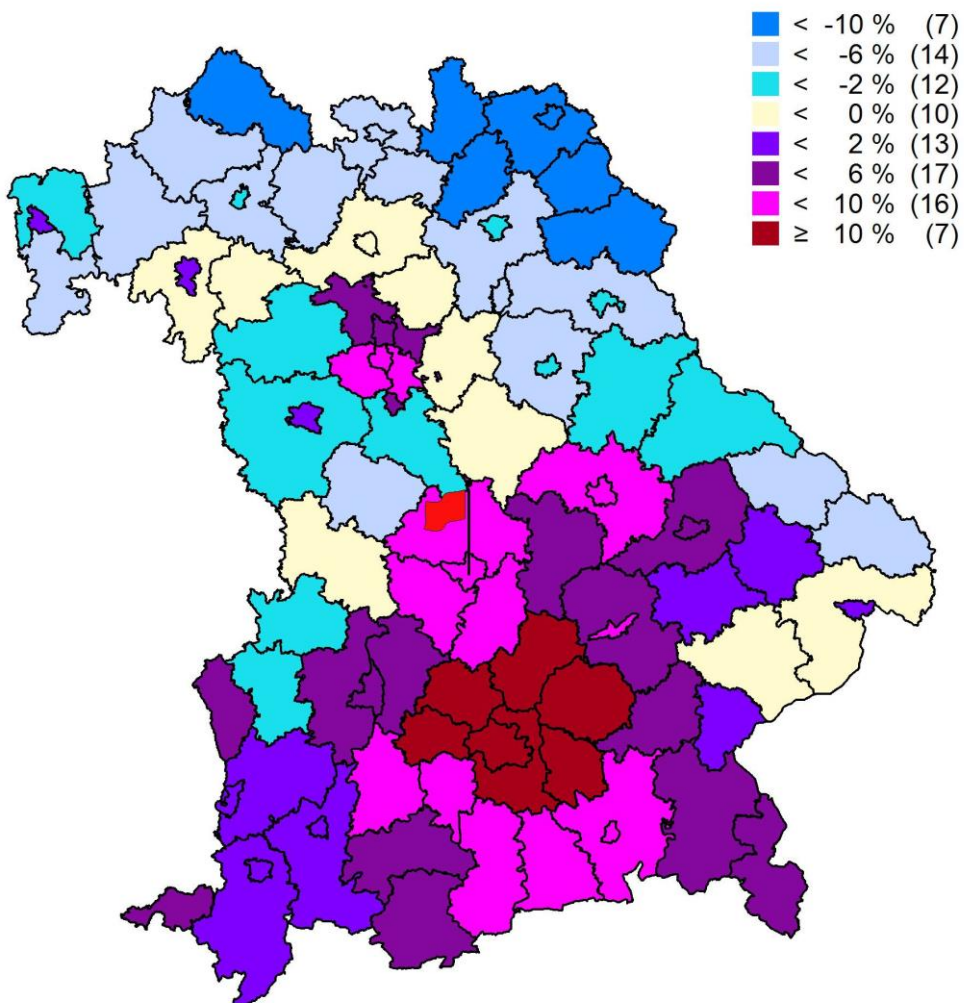 < -10 % (7)
< -6 % (14)
< -2 % (12)
< 0 % (10)
< 2 % (13)
< 6 % (17)
< 10 % (16)
≥ 10 % (7)